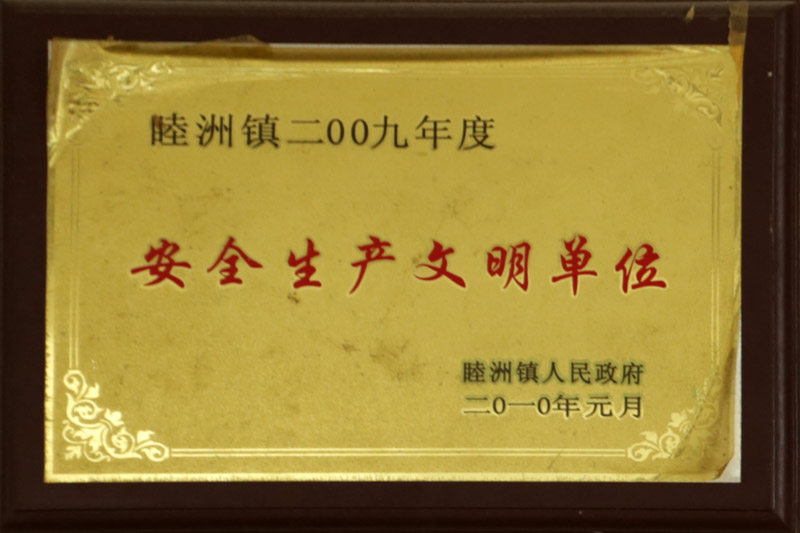 睦洲镇二00九年度
安全生产文明单位
睦洲镇人民政府
二0一0年元月